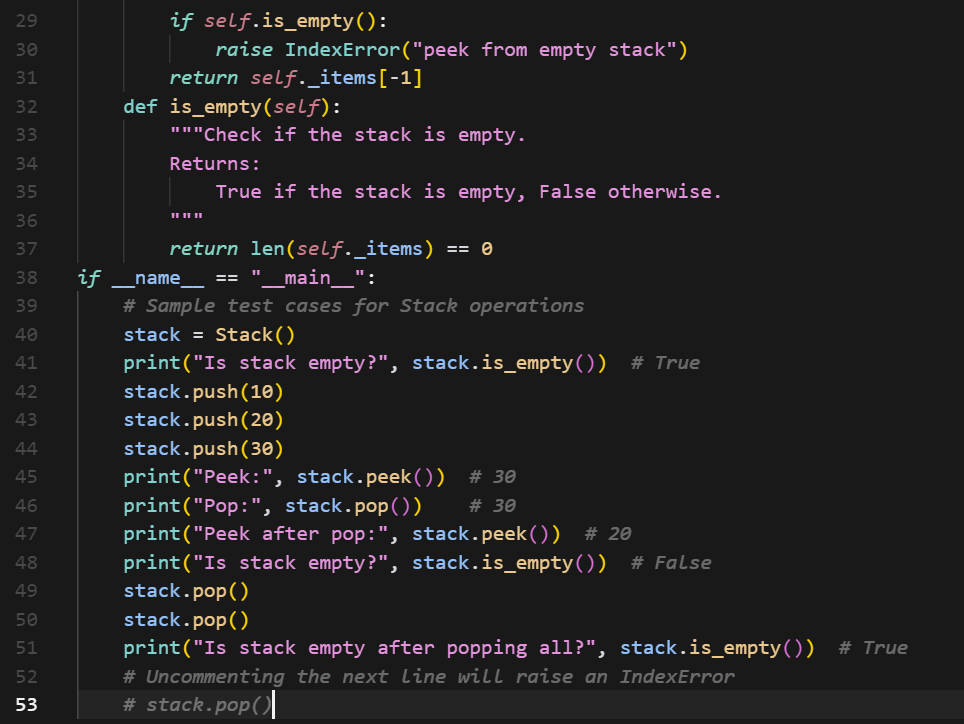 29 if self.is_empty():
30 raise IndexError("peek from empty stack")
31 return self._items[-1]
32 def is_empty(self):
33 """Check if the stack is empty.
34 Returns:
35 True if the stack is empty, False otherwise.
36 """
37 return len(self._items) == 0
38 if __name__ == "__main__":
39 # Sample test cases for Stack operations
40 stack = Stack()
41 print("Is stack empty?", stack.is_empty())  # True
42 stack.push(10)
43 stack.push(20)
44 stack.push(30)
45 print("Peek:", stack.peek())  # 30
46 print("Pop:", stack.pop())    # 30
47 print("Peek after pop:", stack.peek())  # 20
48 print("Is stack empty?", stack.is_empty())  # False
49 stack.pop()
50 stack.pop()
51 print("Is stack empty after popping all?", stack.is_empty())  # True
52 # Uncommenting the next line will raise an IndexError
53 # stack.pop()